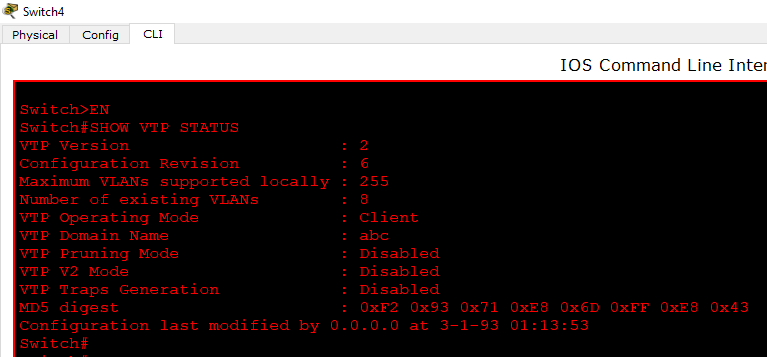 Switch4
Physical Config CLI
IOS Command Line Inter
Switch>EN
Switch#SHOW VTP STATUS
VTP Version : 2
Configuration Revision : 6
Maximum VLANs supported locally : 255
Number of existing VLANs : 8
VTP Operating Mode : Client
VTP Domain Name : abc
VTP Pruning Mode : Disabled
VTP V2 Mode : Disabled
VTP Traps Generation : Disabled
MD5 digest : 0xF2 0x93 0x71 0xE8 0x6D 0xFF 0xE8 0x43
Configuration last modified by 0.0.0.0 at 3-1-93 01:13:53
Switch#